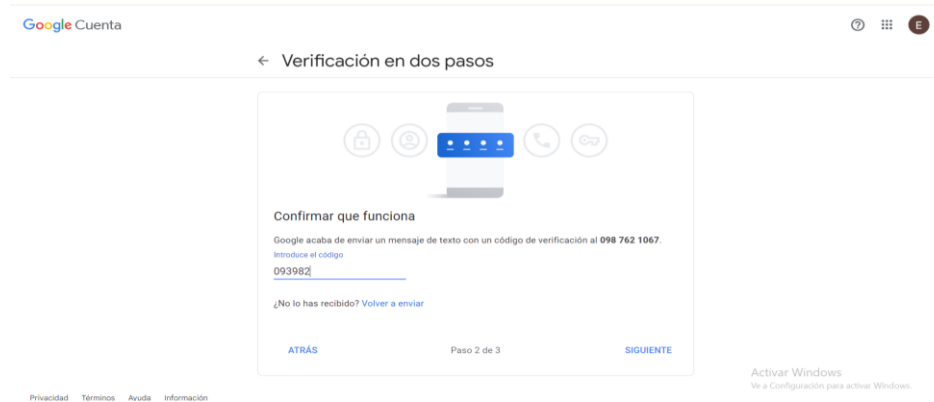 Google Cuenta
E
Verificación en dos pasos
Confirmar que funciona
Google acaba de enviar un mensaje de texto con un código de verificación al 098 762 1067.
Introduce el código
093982
¿No lo has recibido? Volver a enviar
ATRÁS Paso 2 de 3 SIGUIENTE
Activar Windows
Ve a Configuración para activar Windows.
Privacidad Términos Ayuda Información